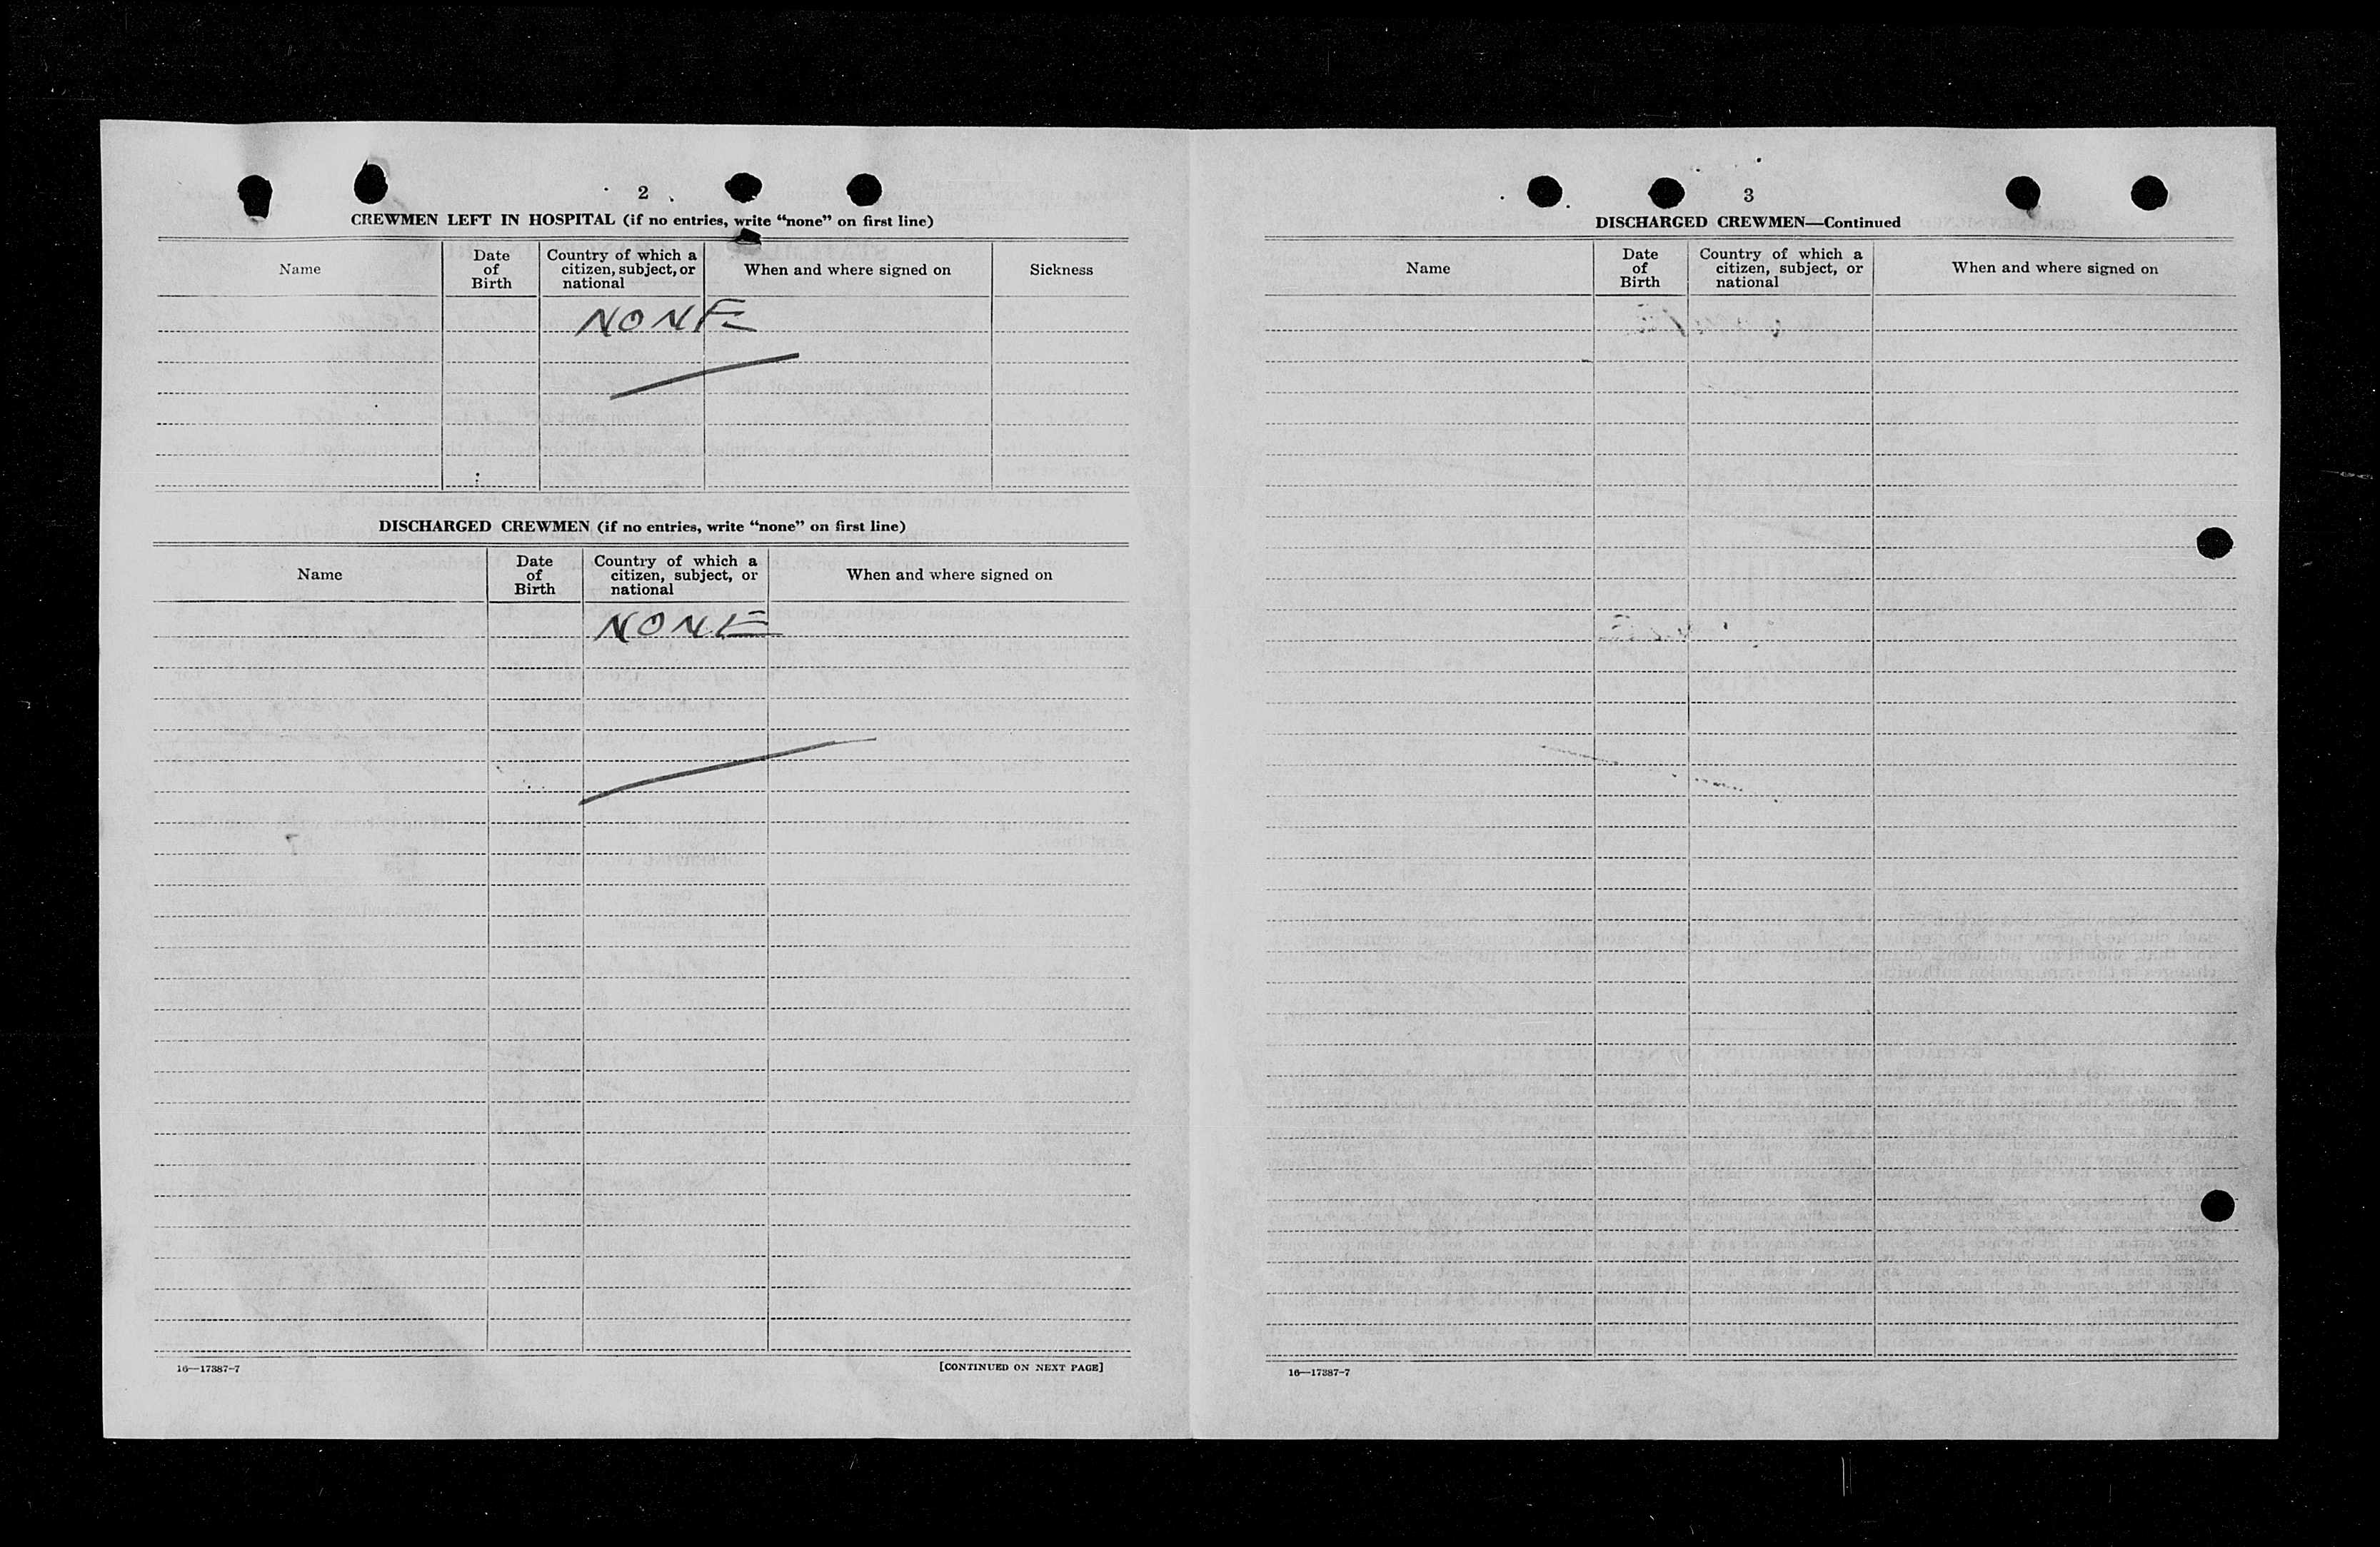 2
CREWMEN LEFT IN HOSPITAL (if no entries, write "none" on first line)
Name
Date of Birth
Country of which a citizen, subject, or national
When and where signed on
Sickness
NONE
DISCHARGED CREWMEN (if no entries, write "none" on first line)
Name
Date of Birth
Country of which a citizen, subject, or national
When and where signed on
NONE
16—17387-7
[CONTINUED ON NEXT PAGE]
3
DISCHARGED CREWMEN—Continued
Name
Date of Birth
Country of which a citizen, subject, or national
When and where signed on
16—17387-7